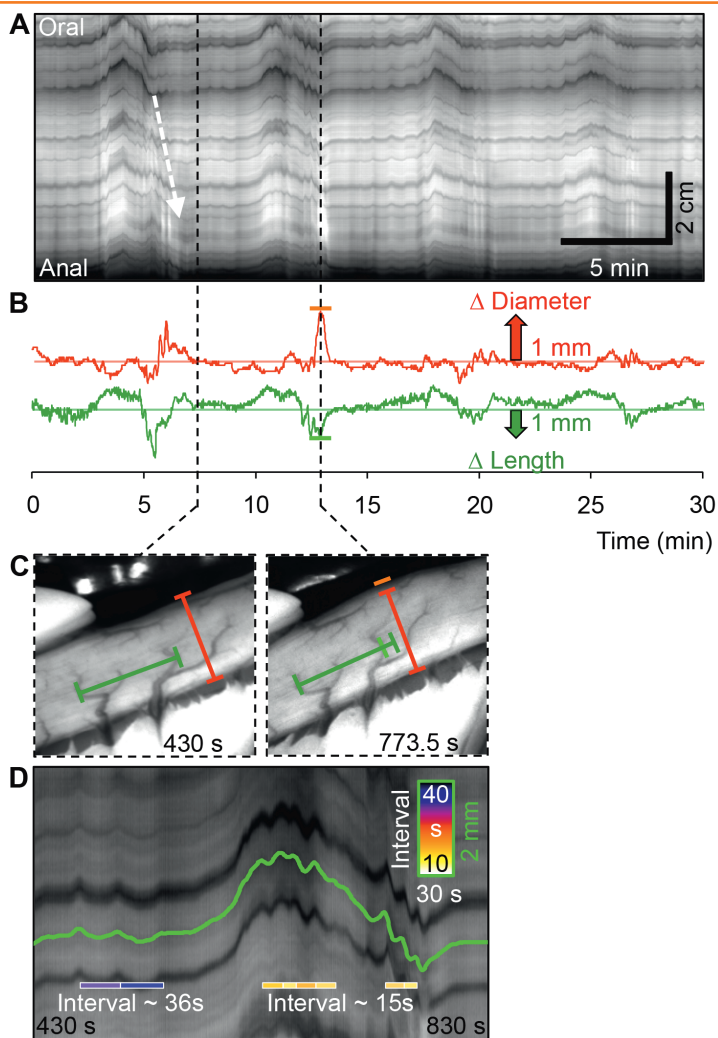 A
Oral
Anal
2 cm
5 min
B
Δ Diameter
1 mm
1 mm
Δ Length
0 5 10 15 20 25 30
Time (min)
C
430 s
773.5 s
D
Interval
40
s
10
2 mm
30 s
Interval ~ 36s
Interval ~ 15s
430 s
830 s